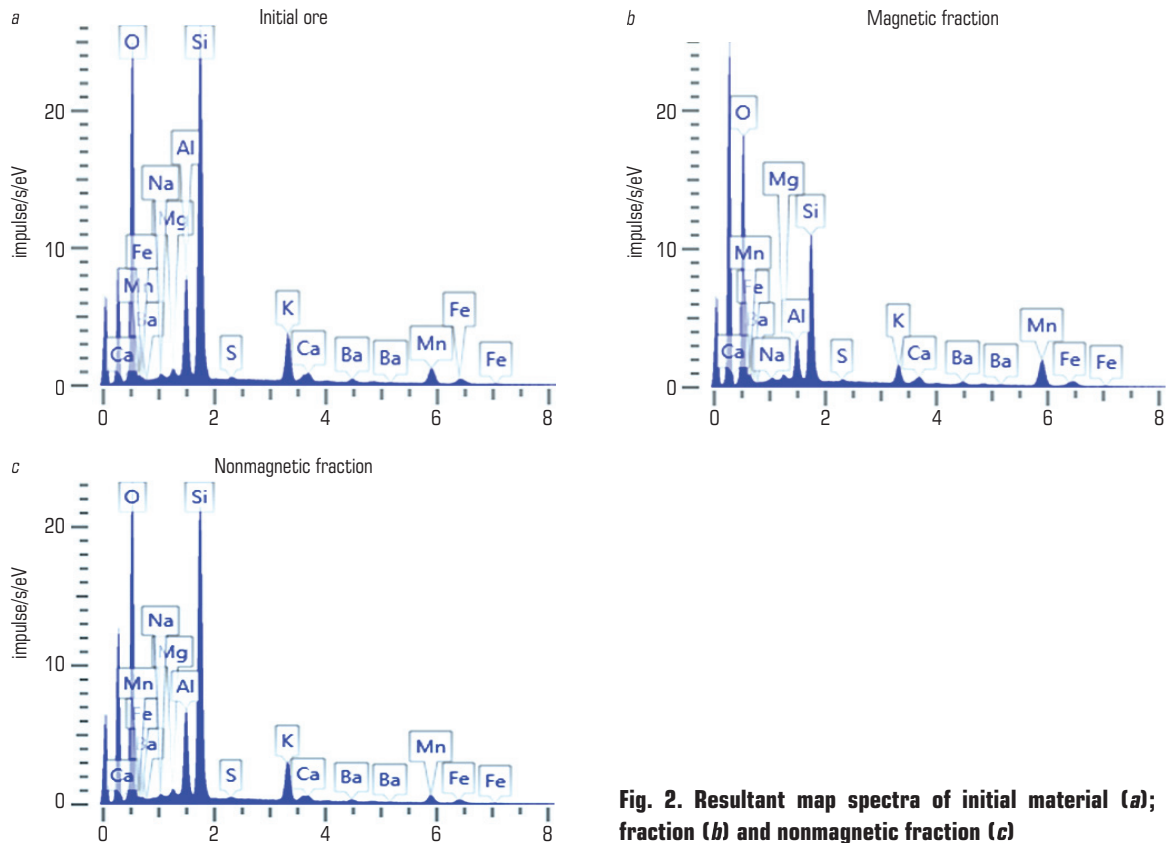 a Initial ore
impulse/s/eV
20
10
0
O
Si
Al
Na
Mg
Fe
Mn
Ba
Ca
S
K
Ca
Ba
Ba
Mn
Fe
Fe
0 2 4 6 8
b Magnetic fraction
impulse/s/eV
20
10
0
O
Mg
Si
Mn
Fe
Ba
Al
Ca
Na
S
K
Ca
Ba
Ba
Mn
Fe
Fe
0 2 4 6 8
c Nonmagnetic fraction
impulse/s/eV
20
10
0
O
Si
Na
Mg
Mn
Al
Fe
Ba
Ca
S
K
Ca
Ba
Ba
Mn
Fe
Fe
0 2 4 6 8
Fig. 2. Resultant map spectra of initial material (a);
fraction (b) and nonmagnetic fraction (c)